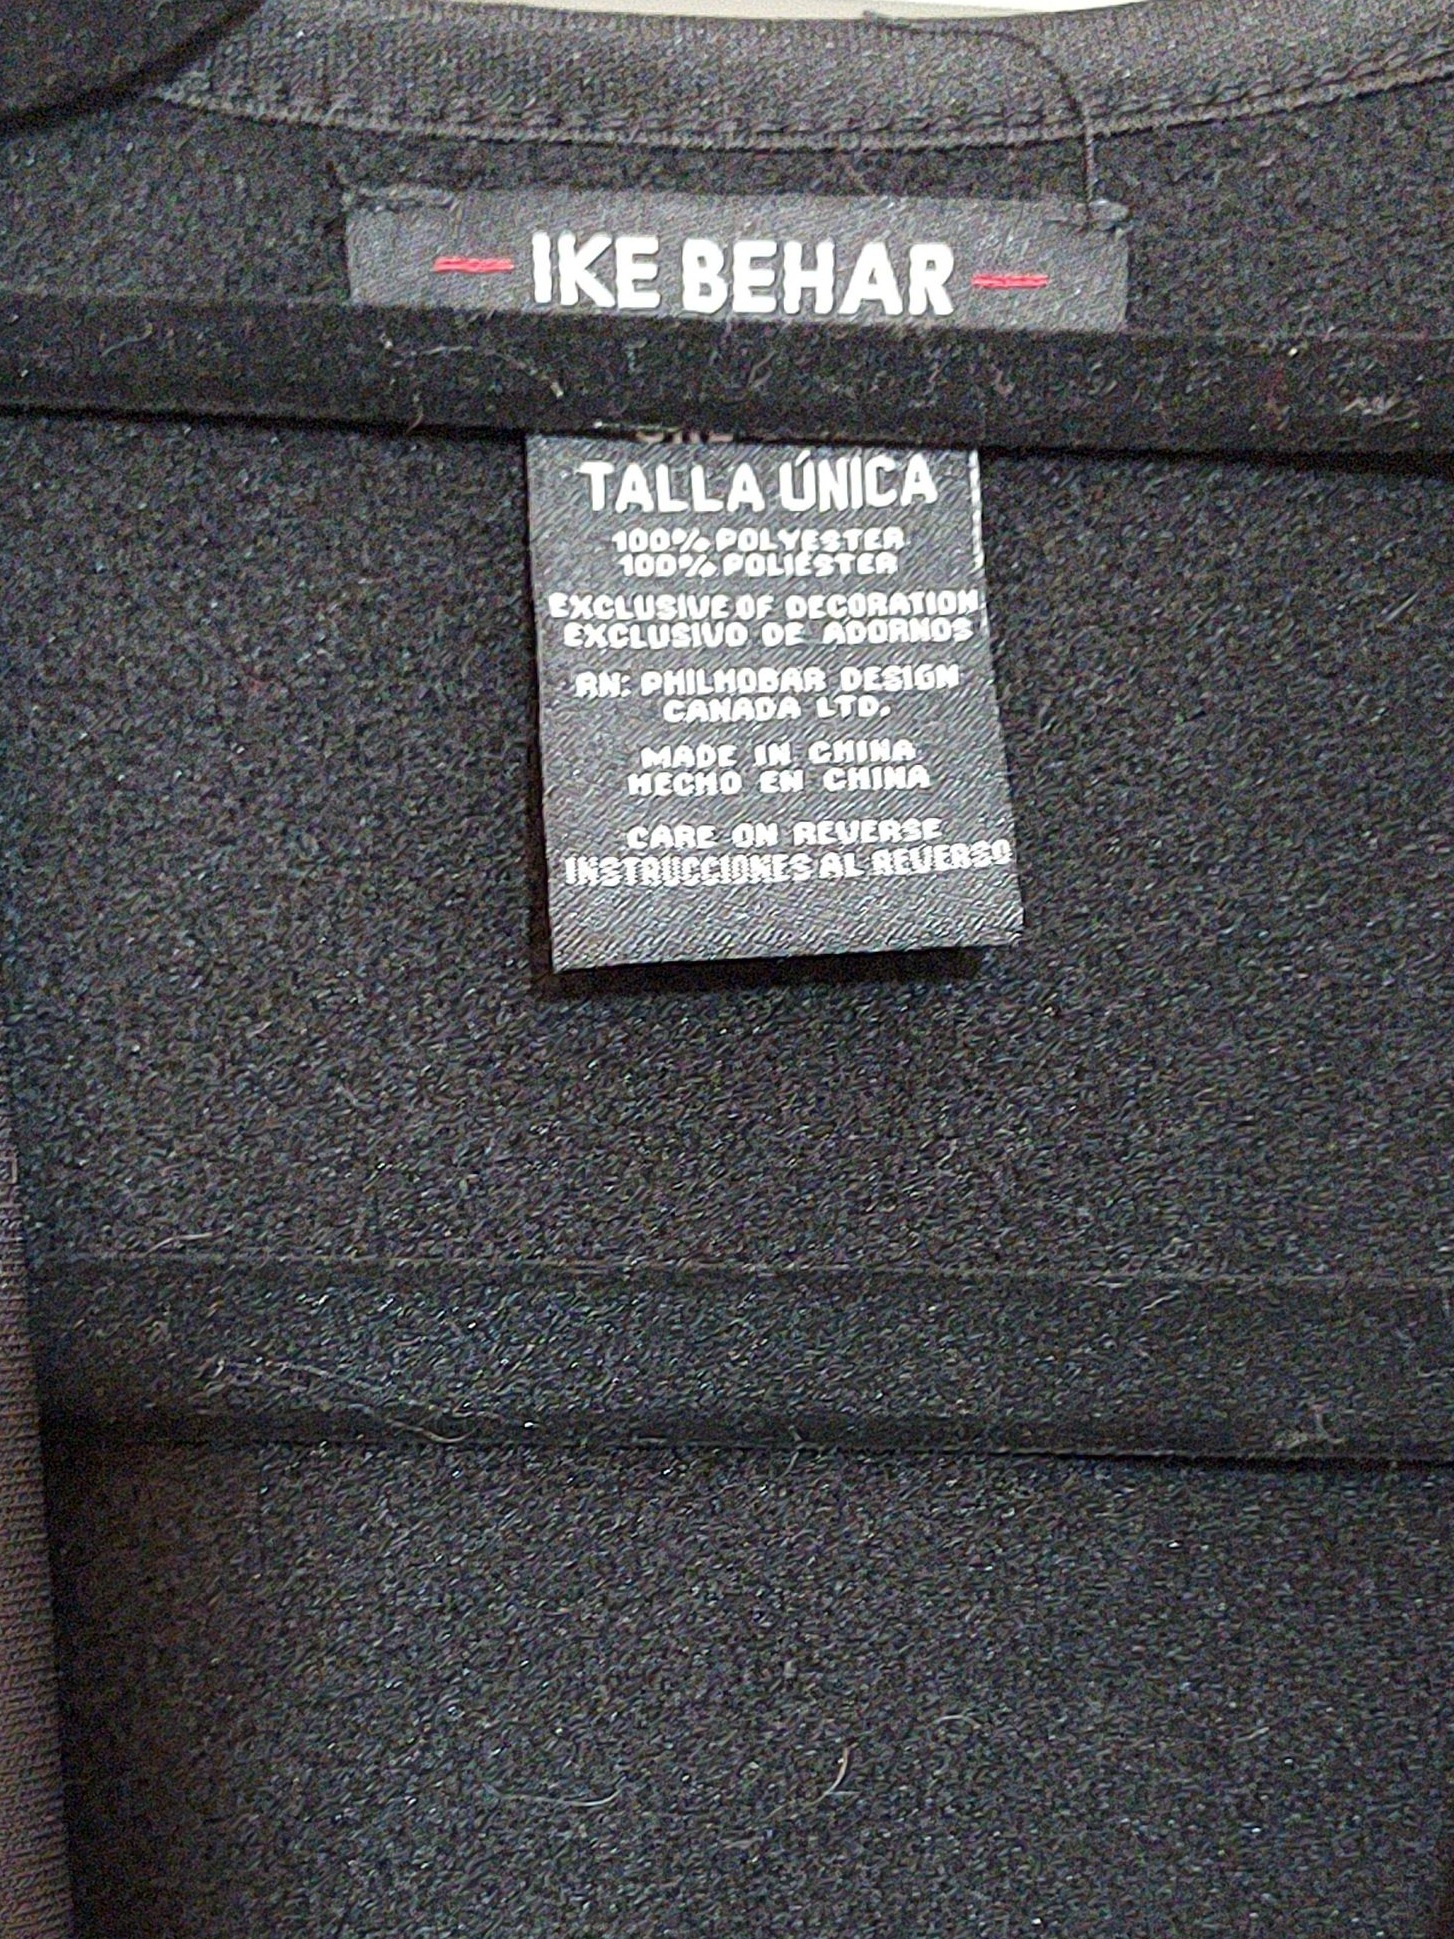 IKE BEHAR
TALLA ÚNICA
100% POLYESTER
100% POLIÉSTER
EXCLUSIVE OF DECORATION
EXCLUSIVO DE ADORNOS
RN: PHILMOBAR DESIGN
CANADA LTD.
MADE IN CHINA
HECHO EN CHINA
CARE ON REVERSE
INSTRUCCIONES AL REVERSO